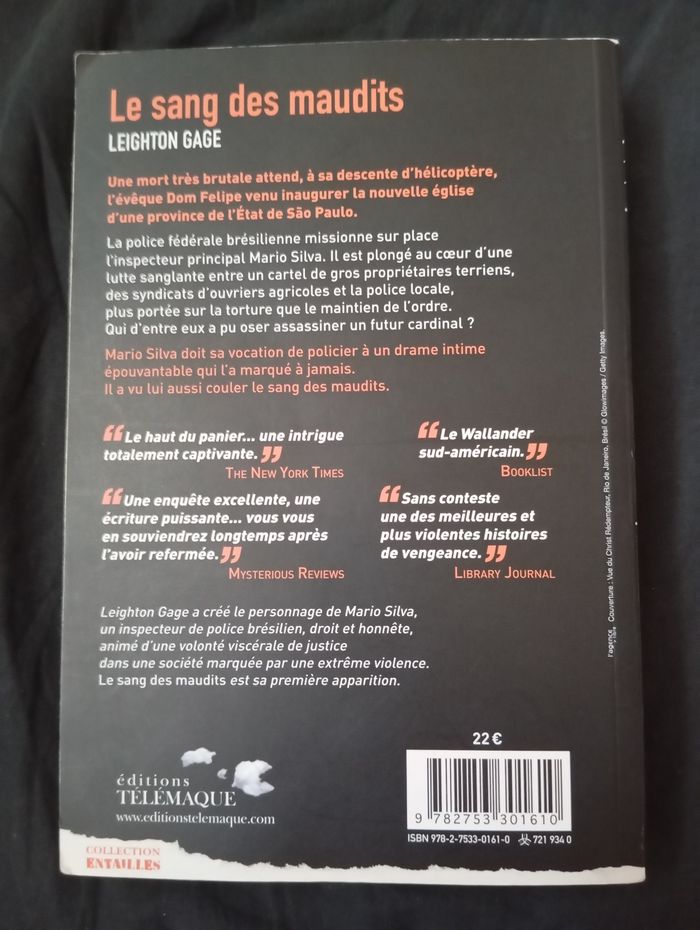 Le sang des maudits
LEIGHTON GAGE
Une mort très brutale attend, à sa descente d'hélicoptère,
l'évêque Dom Felipe venu inaugurer la nouvelle église
d'une province de l'État de São Paulo.
La police fédérale brésilienne missionne sur place
l'inspecteur principal Mario Silva. Il est plongé au cœur d'une
lutte sanglante entre un cartel de gros propriétaires terriens,
des syndicats d'ouvriers agricoles et la police locale,
plus portée sur la torture que le maintien de l'ordre.
Qui d'entre eux a pu oser assassiner un futur cardinal ?
Mario Silva doit sa vocation de policier à un drame intime
épouvantable qui l'a marqué à jamais.
Il a vu lui aussi couler le sang des maudits.
“Le haut du panier... une intrigue
totalement captivante.”
THE NEW YORK TIMES
“Le Wallander
sud-américain.”
BOOKLIST
“Une enquête excellente, une
écriture puissante... vous vous
en souviendrez longtemps après
l'avoir refermée.”
MYSTERIOUS REVIEWS
“Sans conteste
une des meilleures et
plus violentes histoires
de vengeance.”
LIBRARY JOURNAL
Leighton Gage a créé le personnage de Mario Silva,
un inspecteur de police brésilien, droit et honnête,
animé d'une volonté viscérale de justice
dans une société marquée par une extrême violence.
Le sang des maudits est sa première apparition.
22 €
éditions
TÉLÉMAQUE
www.editionstelemaque.com
9 782753 301610
ISBN 978-2-7533-0161-0 721 934 0
COLLECTION
ENTAILLES
l'agence libre
Couverture : Vue du Christ Rédempteur, Rio de Janeiro, Brésil © Glowimages / Getty Images.